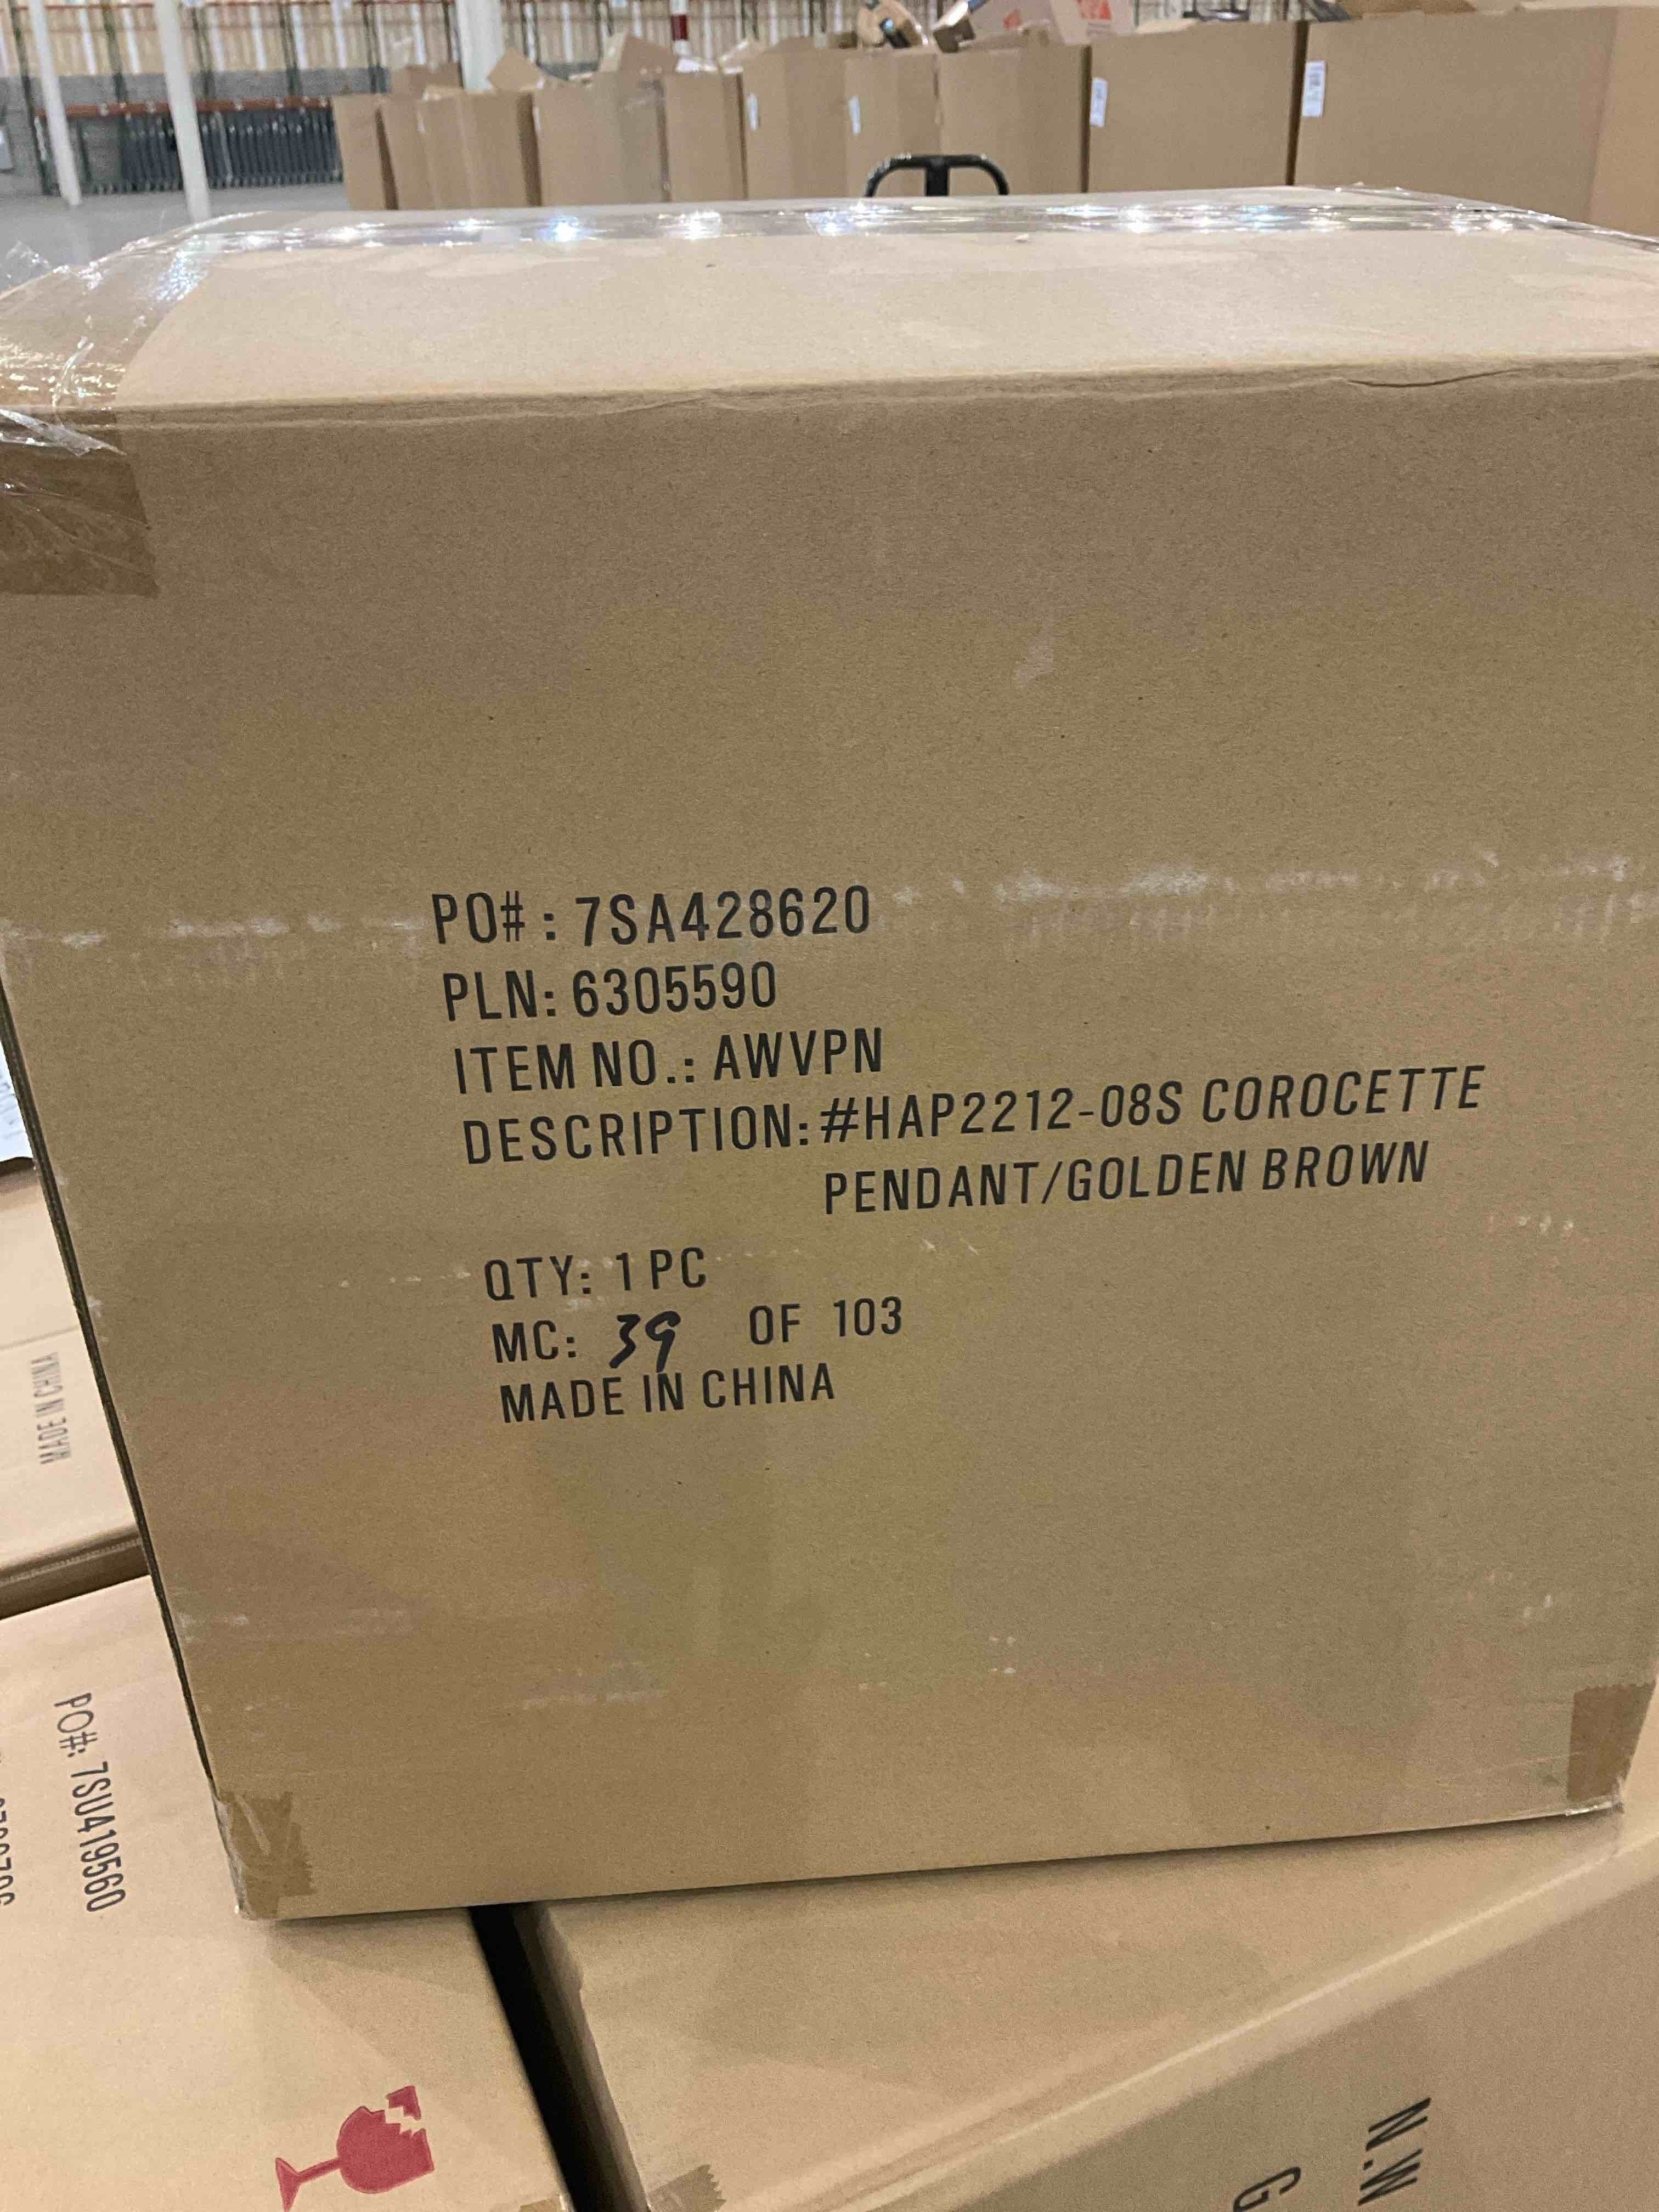 PO# : 7SA428620
PLN: 6305590
ITEM NO.: AWVPN
DESCRIPTION: #HAP2212-08S COROCETTE
PENDANT/GOLDEN BROWN
QTY: 1 PC
MC: 39 OF 103
MADE IN CHINA
MADE IN CHINA
PO#: 7SU419560
N.W
G